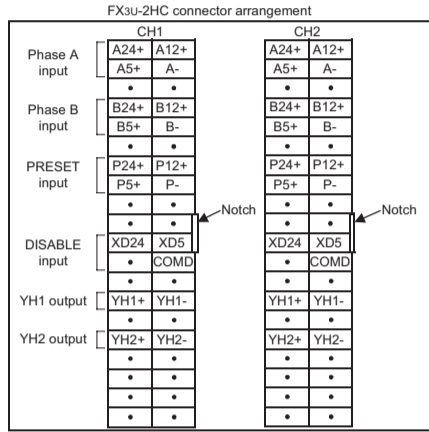 FX3U-2HC connector arrangement
CH1 CH2
Phase A input
A24+ A12+ A24+ A12+
A5+ A- A5+ A-
• • • •
Phase B input
B24+ B12+ B24+ B12+
B5+ B- B5+ B-
• • • •
PRESET input
P24+ P12+ P24+ P12+
P5+ P- P5+ P-
• • • •
Notch Notch
• • • •
DISABLE input
XD24 XD5 XD24 XD5
• COMD • COMD
• • • •
YH1 output YH1+ YH1- YH1+ YH1-
• • • •
YH2 output YH2+ YH2- YH2+ YH2-
• • • •
• • • •
• • • •
• • • •